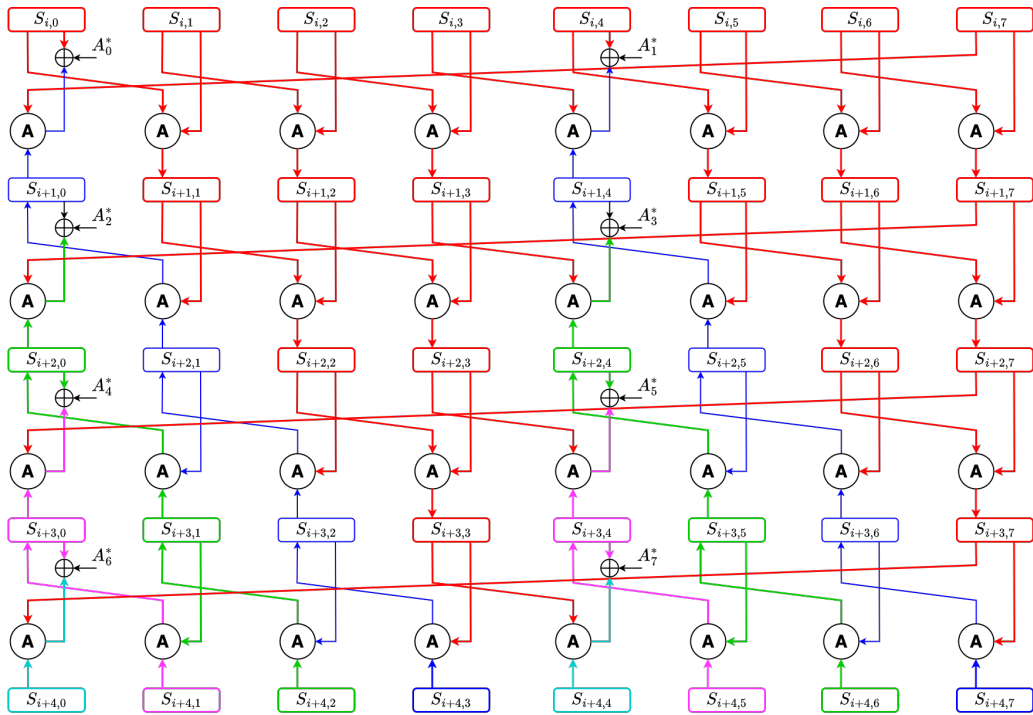 S_{i,0} S_{i,1} S_{i,2} S_{i,3} S_{i,4} S_{i,5} S_{i,6} S_{i,7}
A_0^* A_1^*
A A A A A A A A
S_{i+1,0} S_{i+1,1} S_{i+1,2} S_{i+1,3} S_{i+1,4} S_{i+1,5} S_{i+1,6} S_{i+1,7}
A_2^* A_3^*
A A A A A A A A
S_{i+2,0} S_{i+2,1} S_{i+2,2} S_{i+2,3} S_{i+2,4} S_{i+2,5} S_{i+2,6} S_{i+2,7}
A_4^* A_5^*
A A A A A A A A
S_{i+3,0} S_{i+3,1} S_{i+3,2} S_{i+3,3} S_{i+3,4} S_{i+3,5} S_{i+3,6} S_{i+3,7}
A_6^* A_7^*
A A A A A A A A
S_{i+4,0} S_{i+4,1} S_{i+4,2} S_{i+4,3} S_{i+4,4} S_{i+4,5} S_{i+4,6} S_{i+4,7}